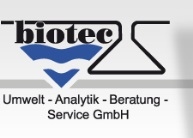 biotec
Umwelt - Analytik - Beratung -
Service GmbH